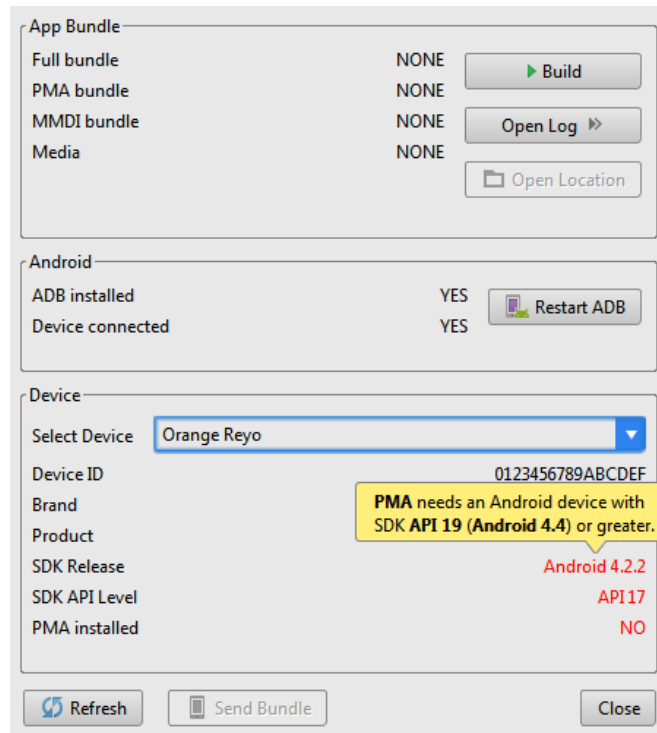 App Bundle
Full bundle NONE
Build
PMA bundle NONE
MMDI bundle NONE
Open Log
Media NONE
Open Location
Android
ADB installed YES
Restart ADB
Device connected YES
Device
Select Device Orange Reyo
Device ID 0123456789ABCDEF
Brand
PMA needs an Android device with
SDK API 19 (Android 4.4) or greater.
Product
SDK Release Android 4.2.2
SDK API Level API 17
PMA installed NO
Refresh Send Bundle Close